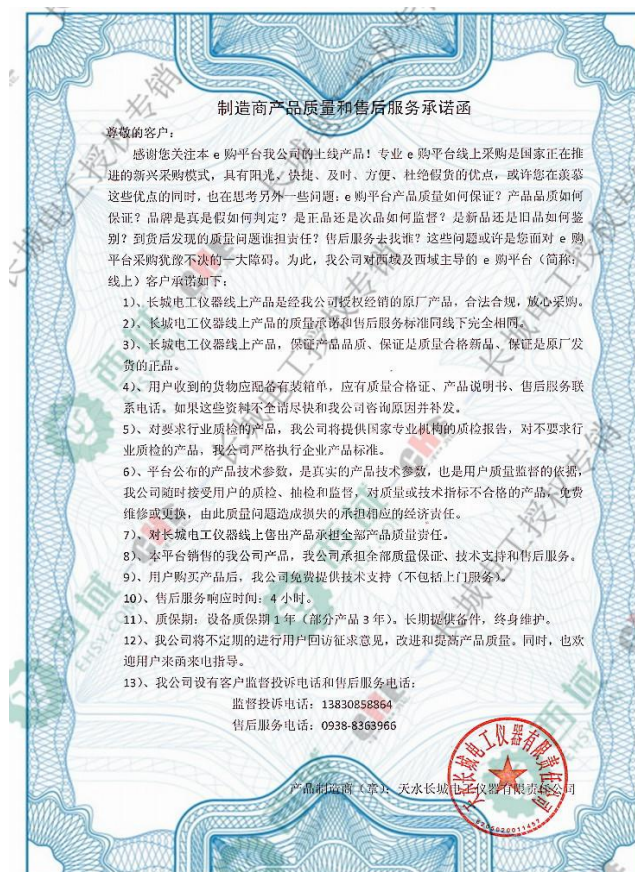 制造商产品质量和售后服务承诺函
尊敬的客户：
感谢您关注本 e 购平台我公司的上线产品！专业 e 购平台线上采购是国家正在推
进的新兴采购模式，具有阳光、快捷、及时、方便、杜绝假货的优点，或许您在羡慕
这些优点的同时，也在思考另外一些问题：e 购平台产品质量如何保证？产品品质如何
保证？品牌是真是假如何判定？是正品还是次品如何监督？是新品还是旧品如何鉴
别？到货后发现的质量问题谁担责任？售后服务去找谁？这些问题或许是您面对 e 购
平台采购犹豫不决的一大障碍。为此，我公司对西域及西域主导的 e 购平台（简称：
线上）客户承诺如下：
1）、长城电工仪器线上产品是经我公司授权经销的原厂产品，合法合规，放心采购。
2）、长城电工仪器线上产品的质量承诺和售后服务标准同线下完全相同。
3）、长城电工仪器线上产品，保证产品品质、保证是质量合格新品、保证是原厂发
货的正品。
4）、用户收到的货物应配备有装箱单，应有质量合格证、产品说明书、售后服务联
系电话。如果这些资料不全请尽快和我公司咨询原因并补发。
5）、对要求行业质检的产品，我公司将提供国家专业机构的质检报告，对不要求行
业质检的产品，我公司严格执行企业产品标准。
6）、平台公布的产品技术参数，是真实的产品技术参数，也是用户质量监督的依据，
我公司随时接受用户的质检、抽检和监督，对质量或技术指标不合格的产品，免费
维修或更换，由此质量问题造成损失的承担相应的经济责任。
7）、对长城电工仪器线上售出产品承担全部产品质量责任。
8）、本平台销售的我公司产品，我公司承担全部质量保证、技术支持和售后服务。
9）、用户购买产品后，我公司免费提供技术支持（不包括上门服务）。
10）、售后服务响应时间：4 小时。
11）、质保期：设备质保期 1 年（部分产品 3 年）。长期提供备件，终身维护。
12）、我公司将不定期的进行用户回访征求意见，改进和提高产品质量。同时，也欢
迎用户来函来电指导。
13）、我公司设有客户监督投诉电话和售后服务电话：
监督投诉电话：13830858864
售后服务电话：0938-8363966
产品制造商（章）：天水长城电工仪器有限责任公司
天水长城电工仪器有限责任公司
6205020011457
长城电工授权专销
西域
GWE